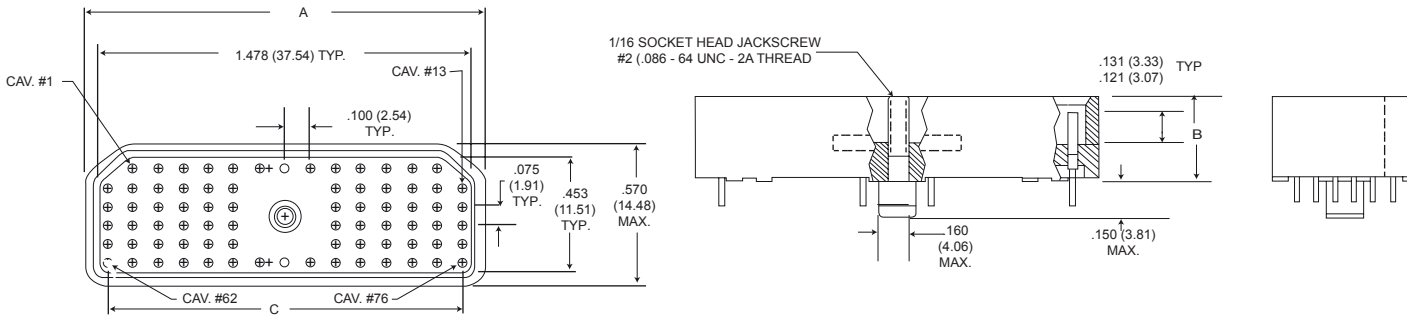 A
1.478 (37.54) TYP.
CAV. #1
CAV. #13
.100 (2.54)
TYP.
.075
(1.91)
TYP.
.453
(11.51)
TYP.
.570
(14.48)
MAX.
CAV. #62
CAV. #76
C
1/16 SOCKET HEAD JACKSCREW
#2 (.086 - 64 UNC - 2A THREAD
.131 (3.33)
.121 (3.07)
TYP
B
.160
(4.06)
MAX.
.150 (3.81)
MAX.